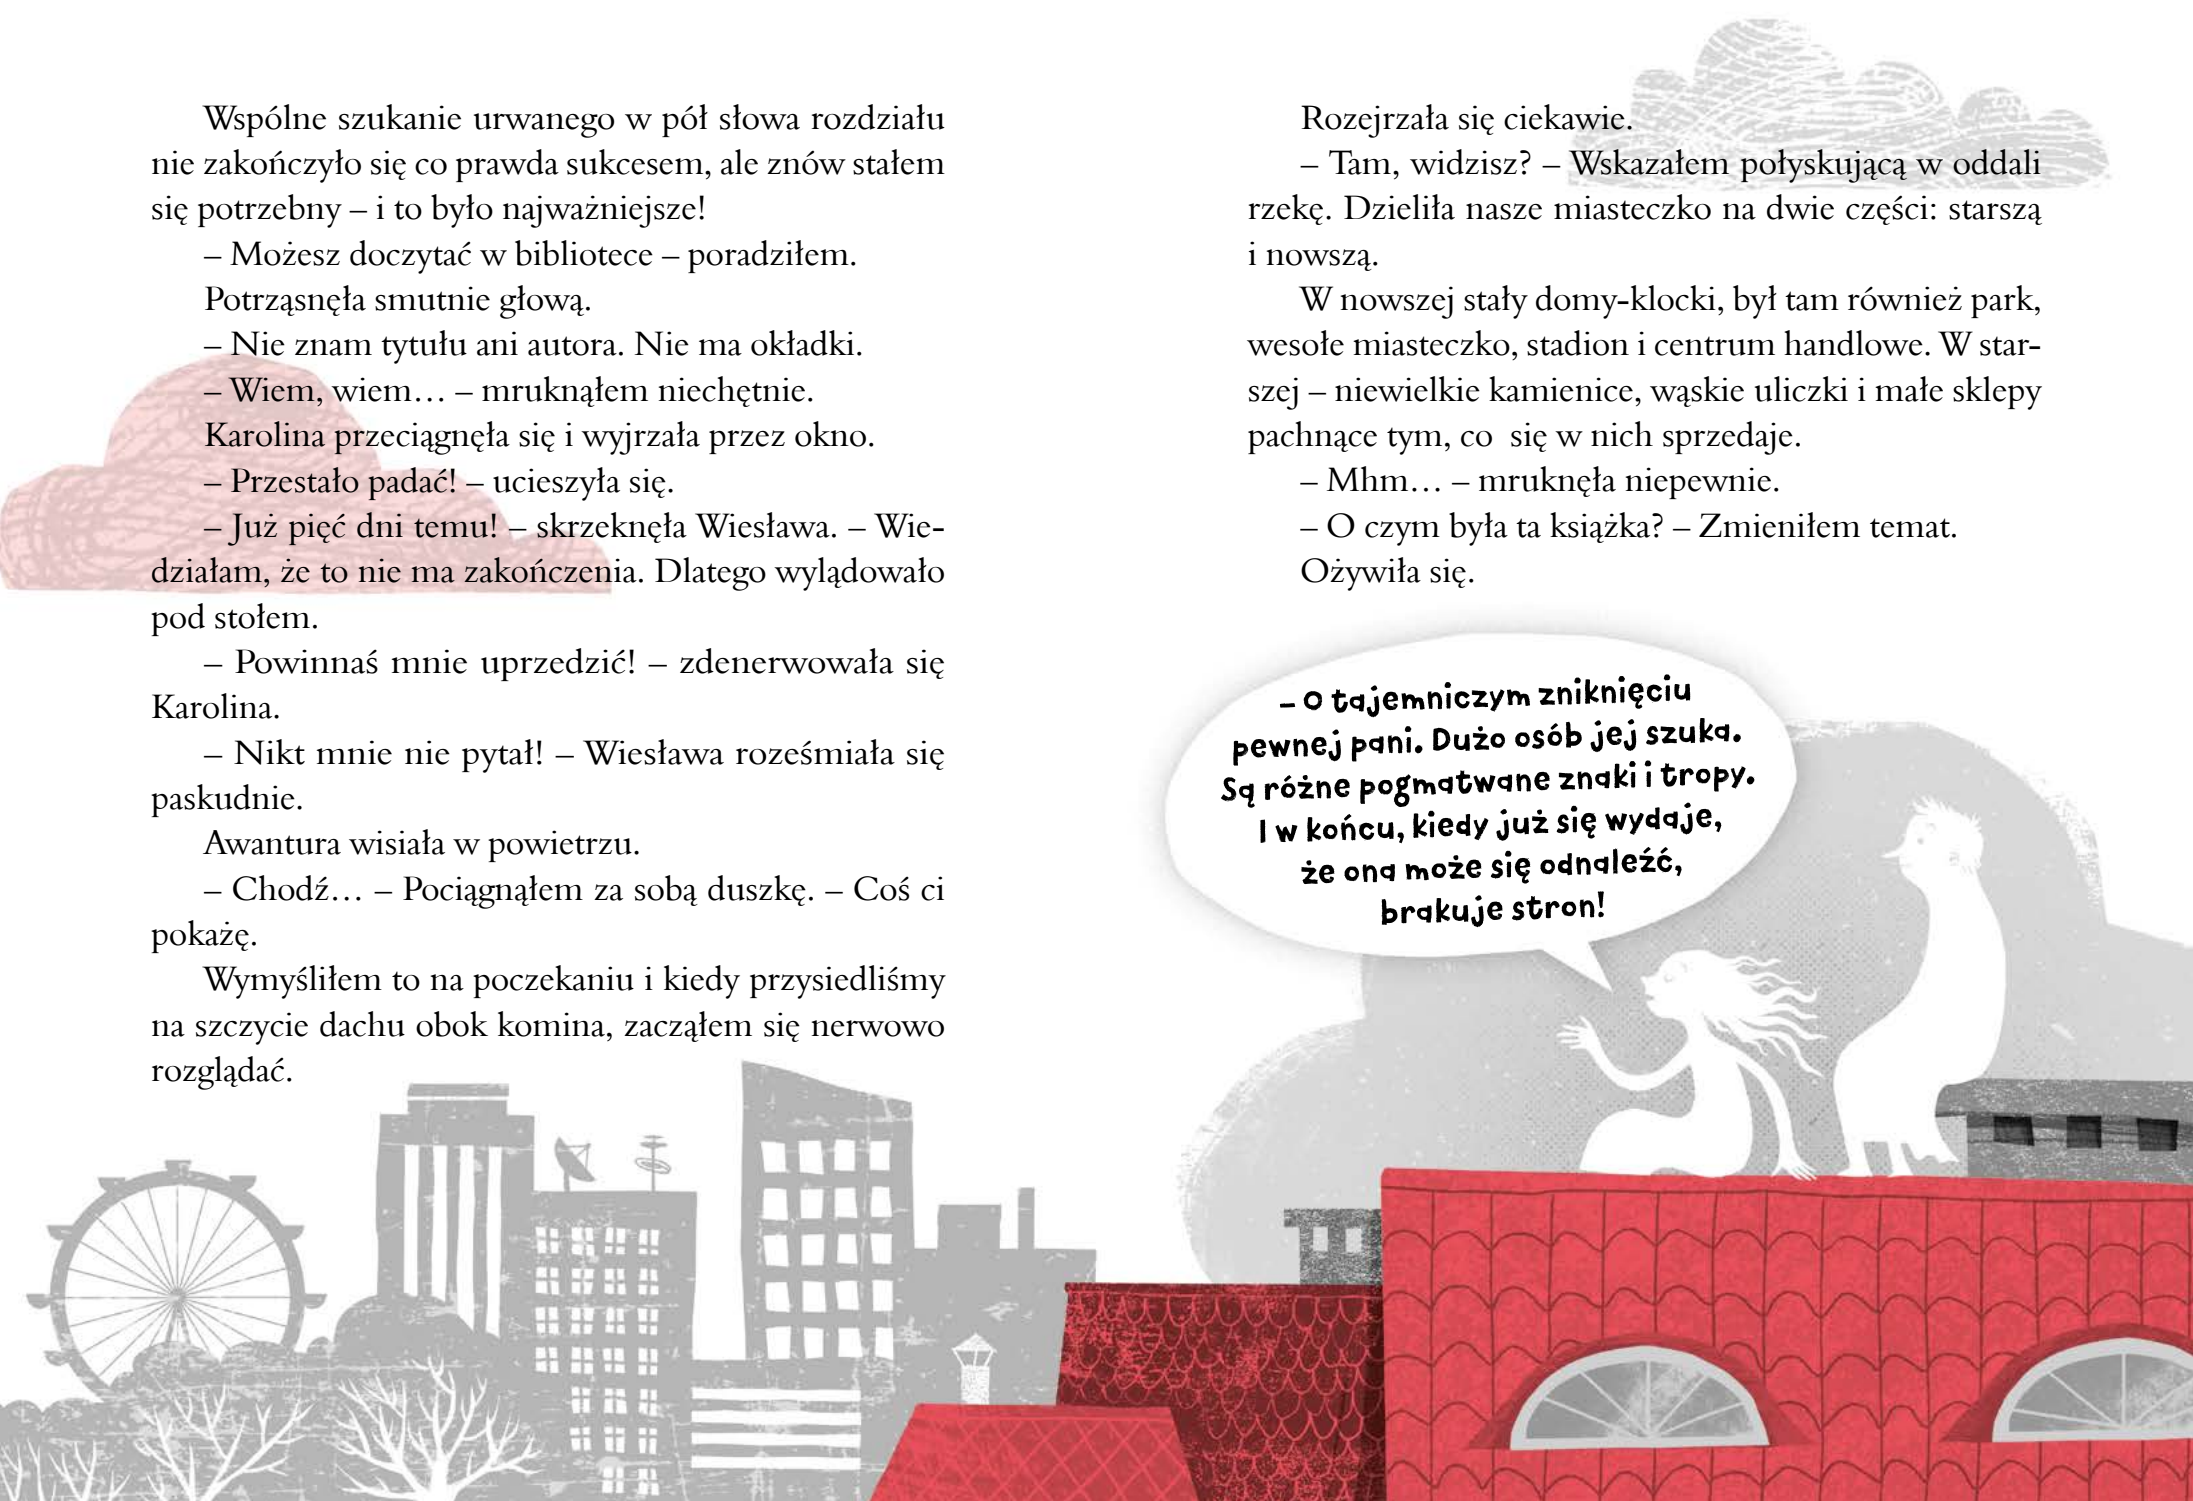 Wspólne szukanie urwanego w pół słowa rozdziału
nie zakończyło się co prawda sukcesem, ale znów stałem
się potrzebny – i to było najważniejsze!
– Możesz doczytać w bibliotece – poradziłem.
Potrząsnęła smutnie głową.
– Nie znam tytułu ani autora. Nie ma okładki.
– Wiem, wiem… – mruknąłem niechętnie.
Karolina przeciągnęła się i wyjrzała przez okno.
– Przestało padać! – ucieszyła się.
– Już pięć dni temu! – skrzeknęła Wiesława. – Wie-
działam, że to nie ma zakończenia. Dlatego wylądowało
pod stołem.
– Powinnaś mnie uprzedzić! – zdenerwowała się
Karolina.
– Nikt mnie nie pytał! – Wiesława roześmiała się
paskudnie.
Awantura wisiała w powietrzu.
– Chodź… – Pociągnąłem za sobą duszkę. – Coś ci
pokażę.
Wymyśliłem to na poczekaniu i kiedy przysiedliśmy
na szczycie dachu obok komina, zacząłem się nerwowo
rozglądać.
Rozejrzała się ciekawie.
– Tam, widzisz? – Wskazałem połyskującą w oddali
rzekę. Dzieliła nasze miasteczko na dwie części: starszą
i nowszą.
W nowszej stały domy-klocki, był tam również park,
wesołe miasteczko, stadion i centrum handlowe. W star-
szej – niewielkie kamienice, wąskie uliczki i małe sklepy
pachnące tym, co się w nich sprzedaje.
– Mhm… – mruknęła niepewnie.
– O czym była ta książka? – Zmieniłem temat.
Ożywiła się.
– O tajemniczym zniknięciu
pewnej pani. Dużo osób jej szuka.
Są różne pogmatwane znaki i tropy.
I w końcu, kiedy już się wydaje,
że ona może się odnaleźć,
brakuje stron!